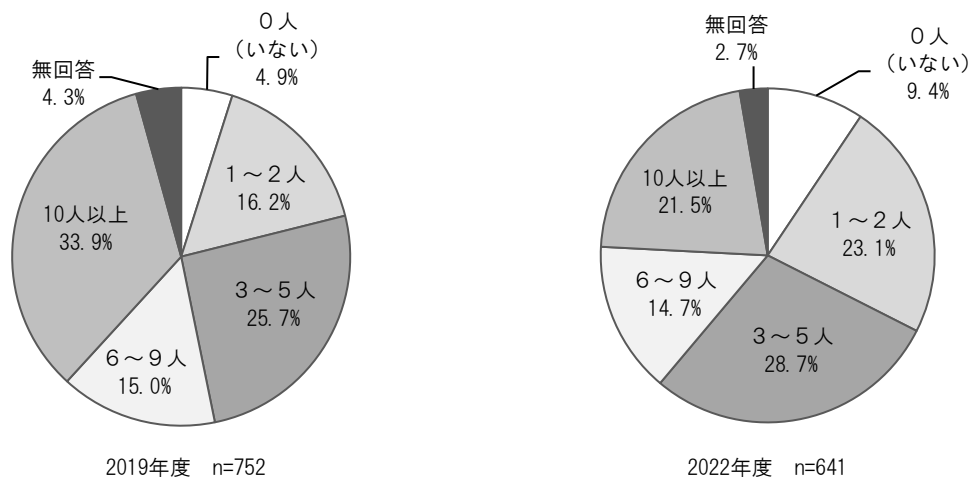 ０人
（いない）
4.9%
１～２人
16.2%
３～５人
25.7%
６～９人
15.0%
10人以上
33.9%
無回答
4.3%
2019年度　n=752
０人
（いない）
9.4%
１～２人
23.1%
３～５人
28.7%
６～９人
14.7%
10人以上
21.5%
無回答
2.7%
2022年度　n=641